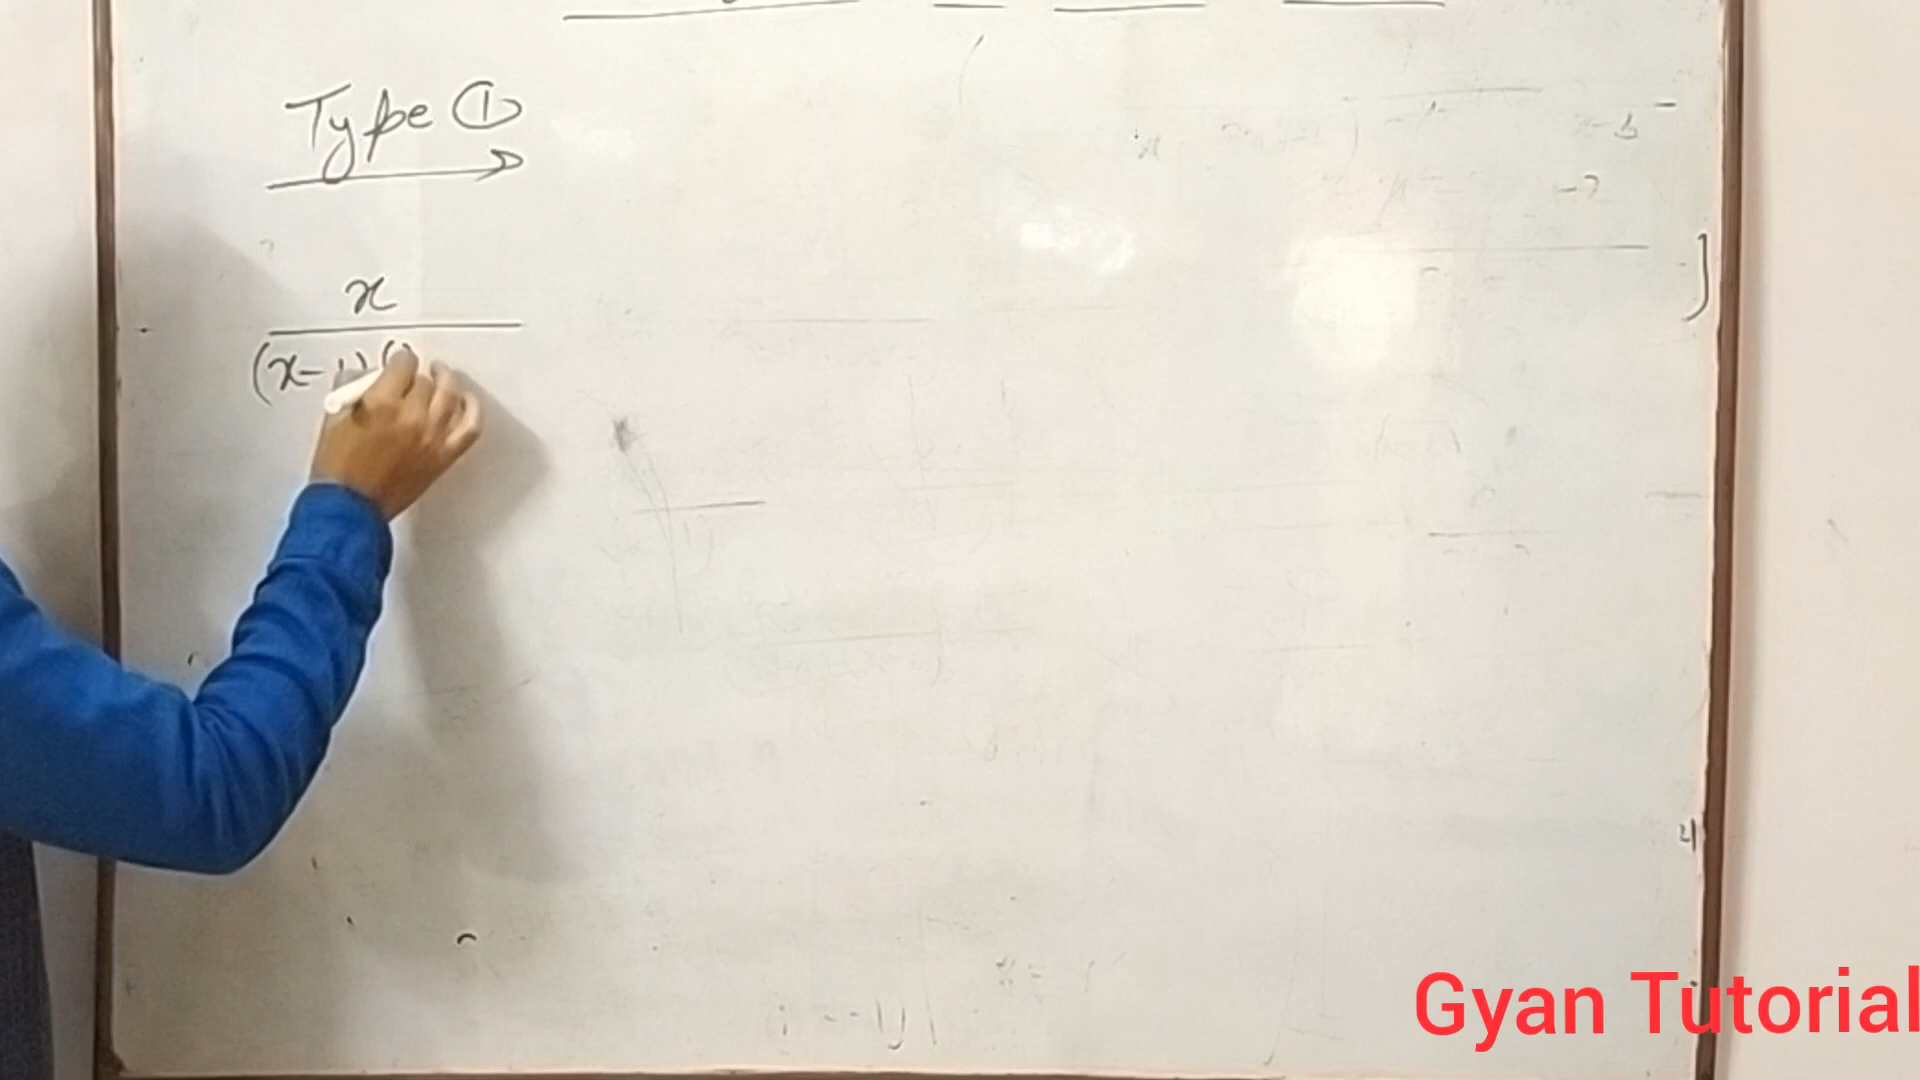 Type ①
x
(x-1)(
Gyan Tutorial